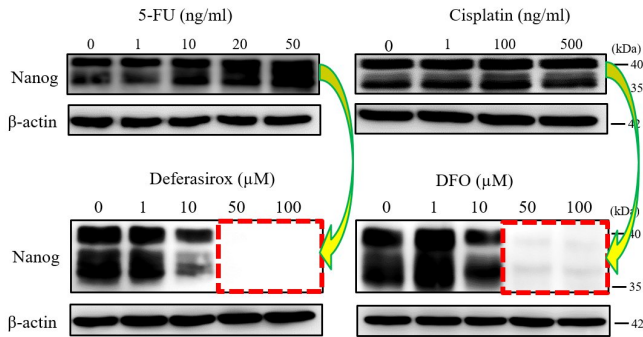 5-FU (ng/ml)
0 1 10 20 50
Nanog
β-actin
Cisplatin (ng/ml)
0 1 100 500
(kDa)
40
35
42
Deferasirox (µM)
0 1 10 50 100
Nanog
β-actin
DFO (µM)
0 1 10 50 100
(kDa)
40
35
42